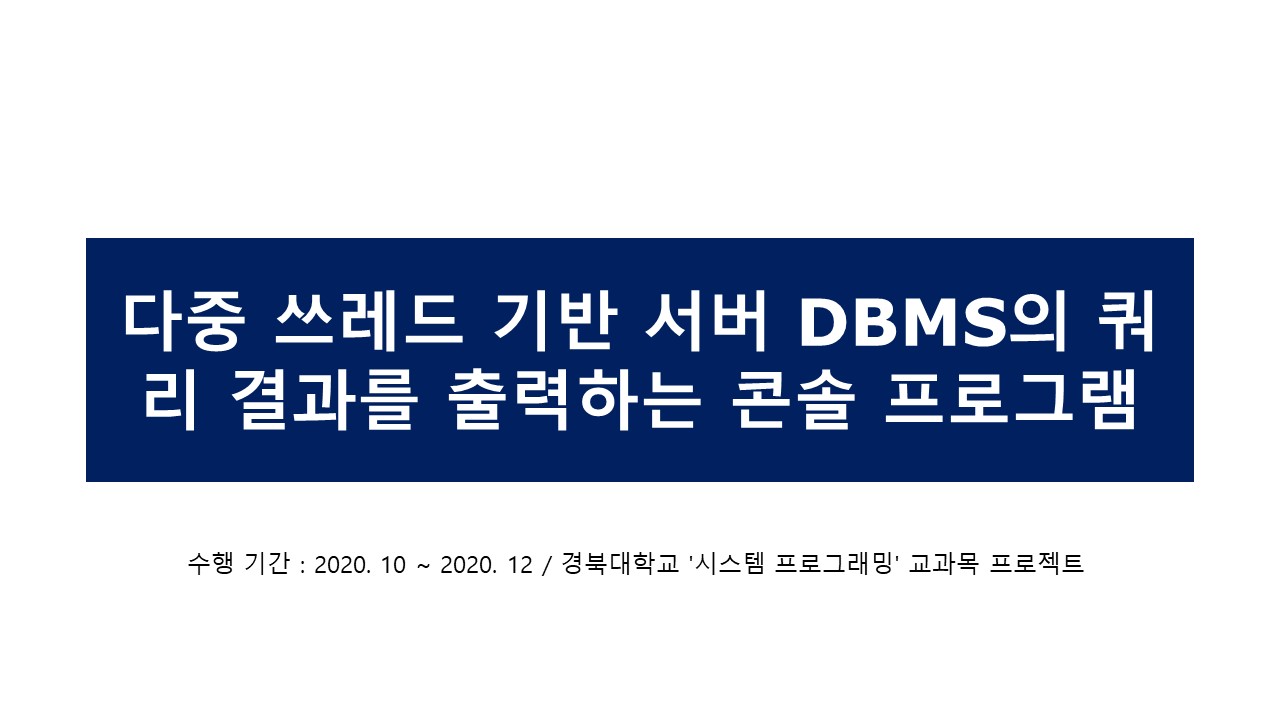 다중 쓰레드 기반 서버 DBMS의 쿼
리 결과를 출력하는 콘솔 프로그램
수행 기간 : 2020. 10 ~ 2020. 12 / 경북대학교 '시스템 프로그래밍' 교과목 프로젝트